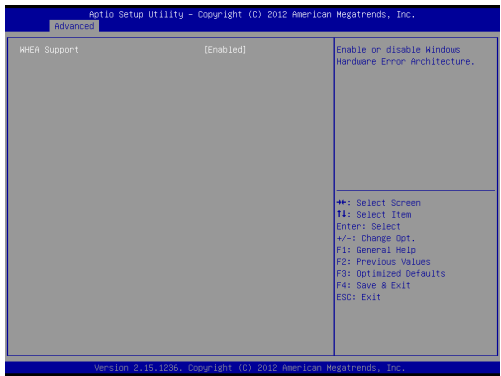 Aptio Setup Utility – Copyright (C) 2012 American Megatrends, Inc.
Advanced
WHEA Support [Enabled]
Enable or disable Windows
Hardware Error Architecture.
→←: Select Screen
↑↓: Select Item
Enter: Select
+/-: Change Opt.
F1: General Help
F2: Previous Values
F3: Optimized Defaults
F4: Save & Exit
ESC: Exit
Version 2.15.1236. Copyright (C) 2012 American Megatrends, Inc.